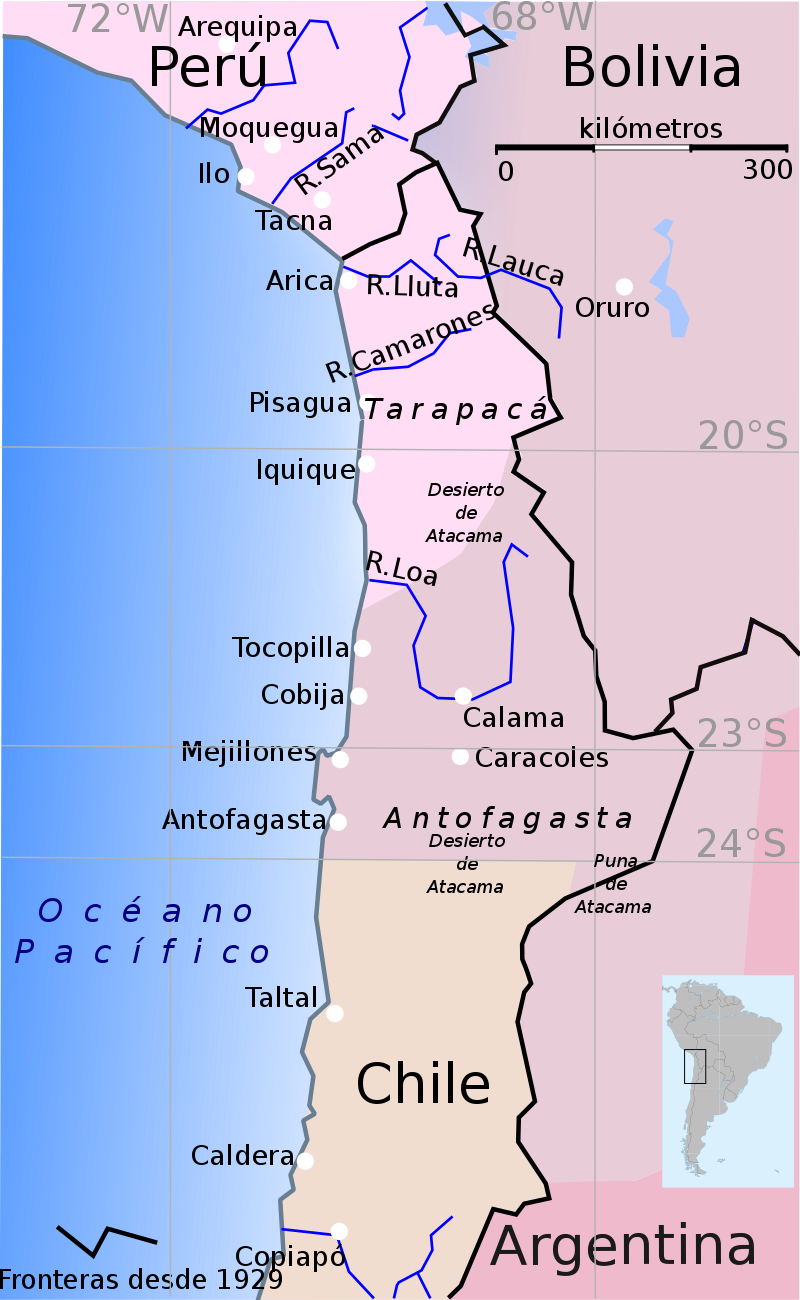 72°W
68°W
Arequipa
Perú
Bolivia
Moquegua
kilómetros
0
300
R.Sama
Ilo
Tacna
R.Lauca
Arica
R.Lluta
Oruro
R.Camarones
Pisagua
Tarapacá
20°S
Iquique
Desierto
de
Atacama
R.Loa
Tocopilla
Cobija
Calama
23°S
Mejillones
Caracoles
Antofagasta
Antofagasta
Desierto
de
Atacama
24°S
Puna
de
Atacama
Océano
Pacífico
Taltal
Chile
Caldera
Argentina
Copiapó
Fronteras desde 1929